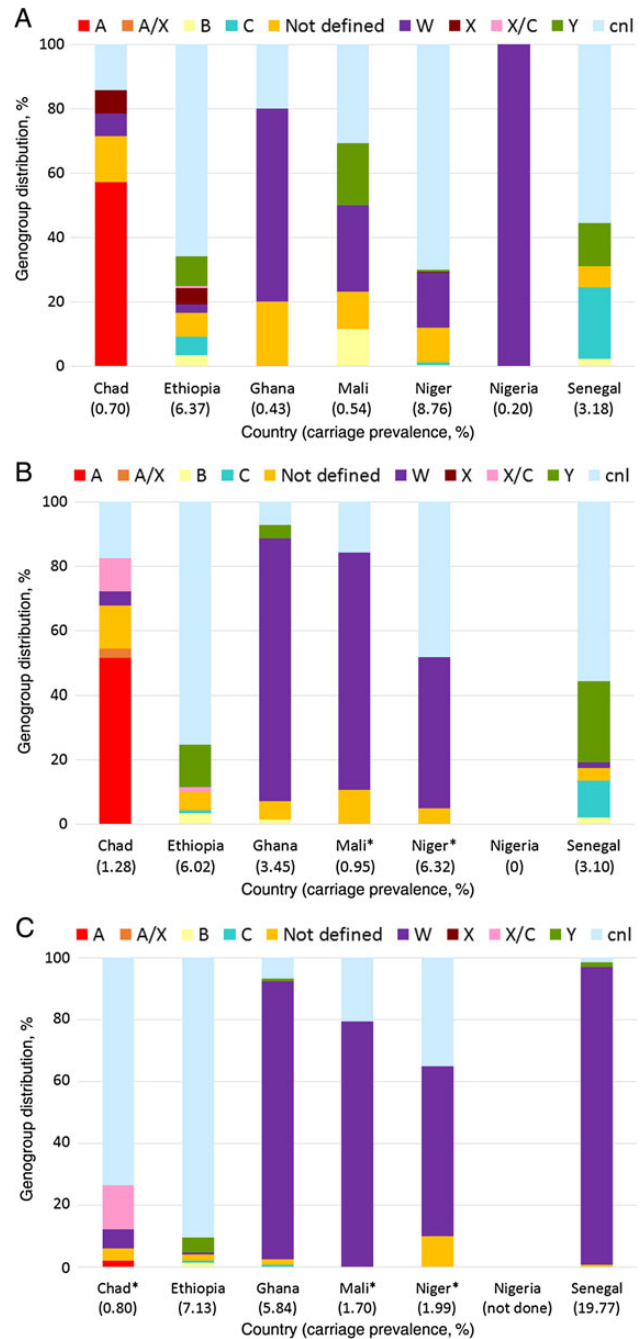 A
A A/X B C Not defined W X X/C Y cnl
Genogroup distribution, %
100
80
60
40
20
0
Chad Ethiopia Ghana Mali Niger Nigeria Senegal
(0.70) (6.37) (0.43) (0.54) (8.76) (0.20) (3.18)
Country (carriage prevalence, %)
B
A A/X B C Not defined W X X/C Y cnl
Genogroup distribution, %
100
80
60
40
20
0
Chad Ethiopia Ghana Mali* Niger* Nigeria Senegal
(1.28) (6.02) (3.45) (0.95) (6.32) (0) (3.10)
Country (carriage prevalence, %)
C
A A/X B C Not defined W X X/C Y cnl
Genogroup distribution, %
100
80
60
40
20
0
Chad* Ethiopia Ghana Mali* Niger* Nigeria Senegal
(0.80) (7.13) (5.84) (1.70) (1.99) (not done) (19.77)
Country (carriage prevalence, %)